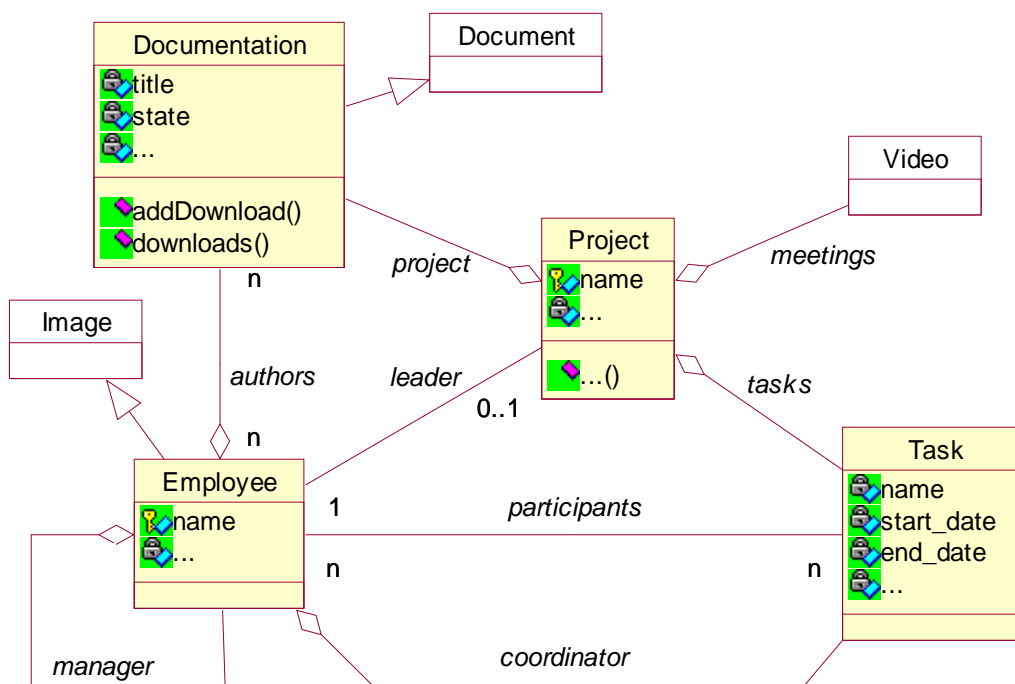 Documentation
title
state
...
addDownload()
downloads()
Document
Video
Project
name
...
...()
project
meetings
n
Image
authors
leader
0..1
tasks
n
Employee
name
...
1
participants
n
n
Task
name
start_date
end_date
...
manager
coordinator